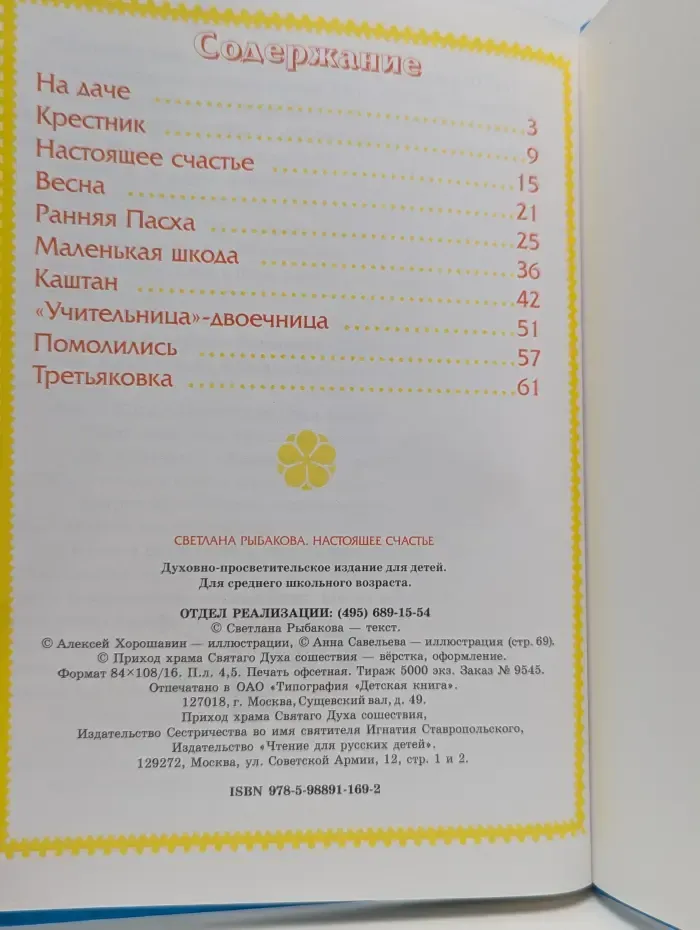 Содержание
На даче 3
Крестник 9
Настоящее счастье 15
Весна 21
Ранняя Пасха 25
Маленькая шкода 36
Каштан 42
«Учительница»-двоечница 51
Помолились 57
Третьяковка 61
СВЕТЛАНА РЫБАКОВА. НАСТОЯЩЕЕ СЧАСТЬЕ
Духовно-просветительское издание для детей.
Для среднего школьного возраста.
ОТДЕЛ РЕАЛИЗАЦИИ: (495) 689-15-54
© Светлана Рыбакова — текст.
© Алексей Хорошавин — иллюстрации, © Анна Савельева — иллюстрация (стр. 69).
© Приход храма Святаго Духа сошествия — вёрстка, оформление.
Формат 84×108/16. П.л. 4,5. Печать офсетная. Тираж 5000 экз. Заказ № 9545.
Отпечатано в ОАО «Типография «Детская книга».
127018, г. Москва, Сущевский вал, д. 49.
Приход храма Святаго Духа сошествия,
Издательство Сестричества во имя святителя Игнатия Ставропольского,
Издательство «Чтение для русских детей».
129272, Москва, ул. Советской Армии, 12, стр. 1 и 2.
ISBN 978-5-98891-169-2